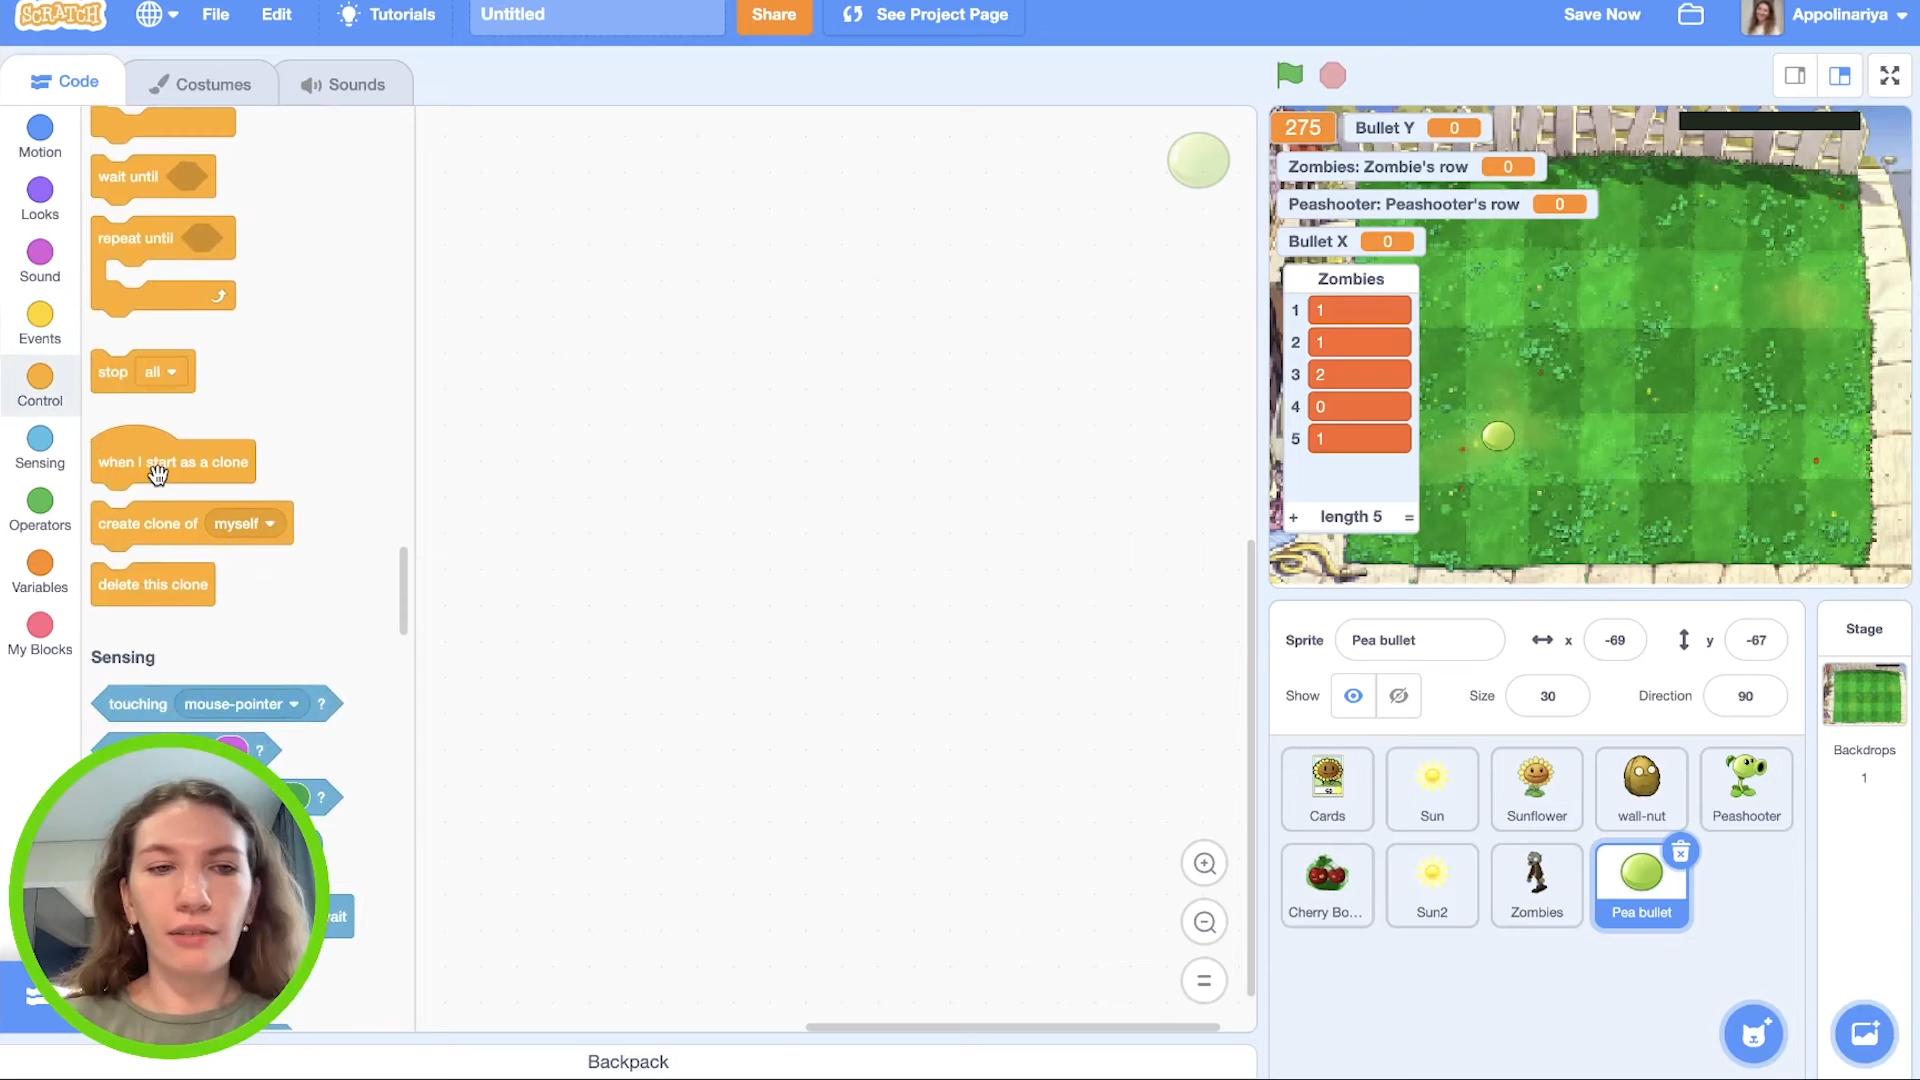 SCRATCH
File
Edit
Tutorials
Untitled
Share
See Project Page
Save Now
Appolinariya
Code
Costumes
Sounds
Motion
Looks
Sound
Events
Control
Sensing
Operators
Variables
My Blocks
wait until
repeat until
stop all
when I start as a clone
create clone of myself
delete this clone
Sensing
touching mouse-pointer ?
?
?
275
Bullet Y 0
Zombies: Zombie's row 0
Peashooter: Peashooter's row 0
Bullet X 0
Zombies
1 1
2 1
3 2
4 0
5 1
+ length 5 =
Sprite Pea bullet x -69 y -67
Show Size 30 Direction 90
Stage
Backdrops
1
Cards
Sun
Sunflower
wall-nut
Peashooter
Cherry Bo...
Sun2
Zombies
Pea bullet
Backpack